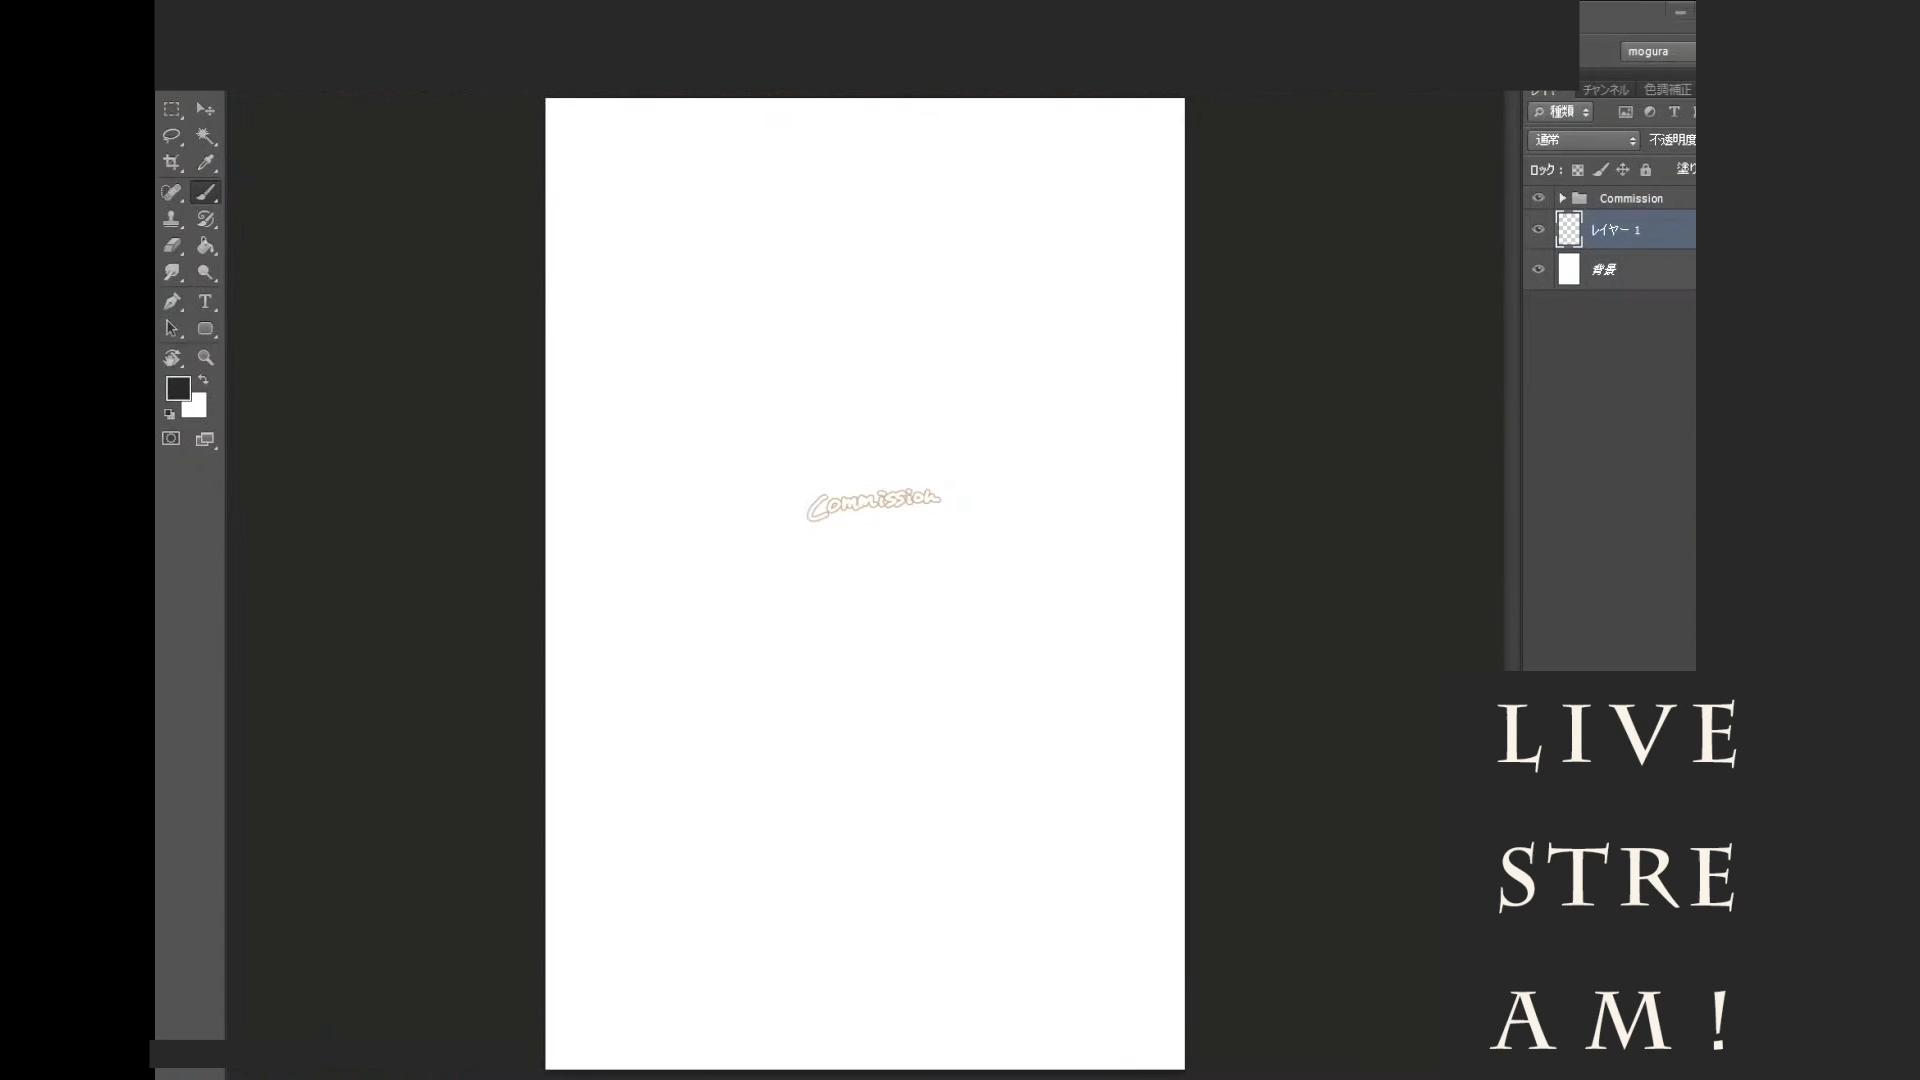 mogura
チャンネル 色調補正
種類
通常 不透明度
ロック:
Commission
レイヤー 1
背景
Commission
LIVE
STRE
AM!